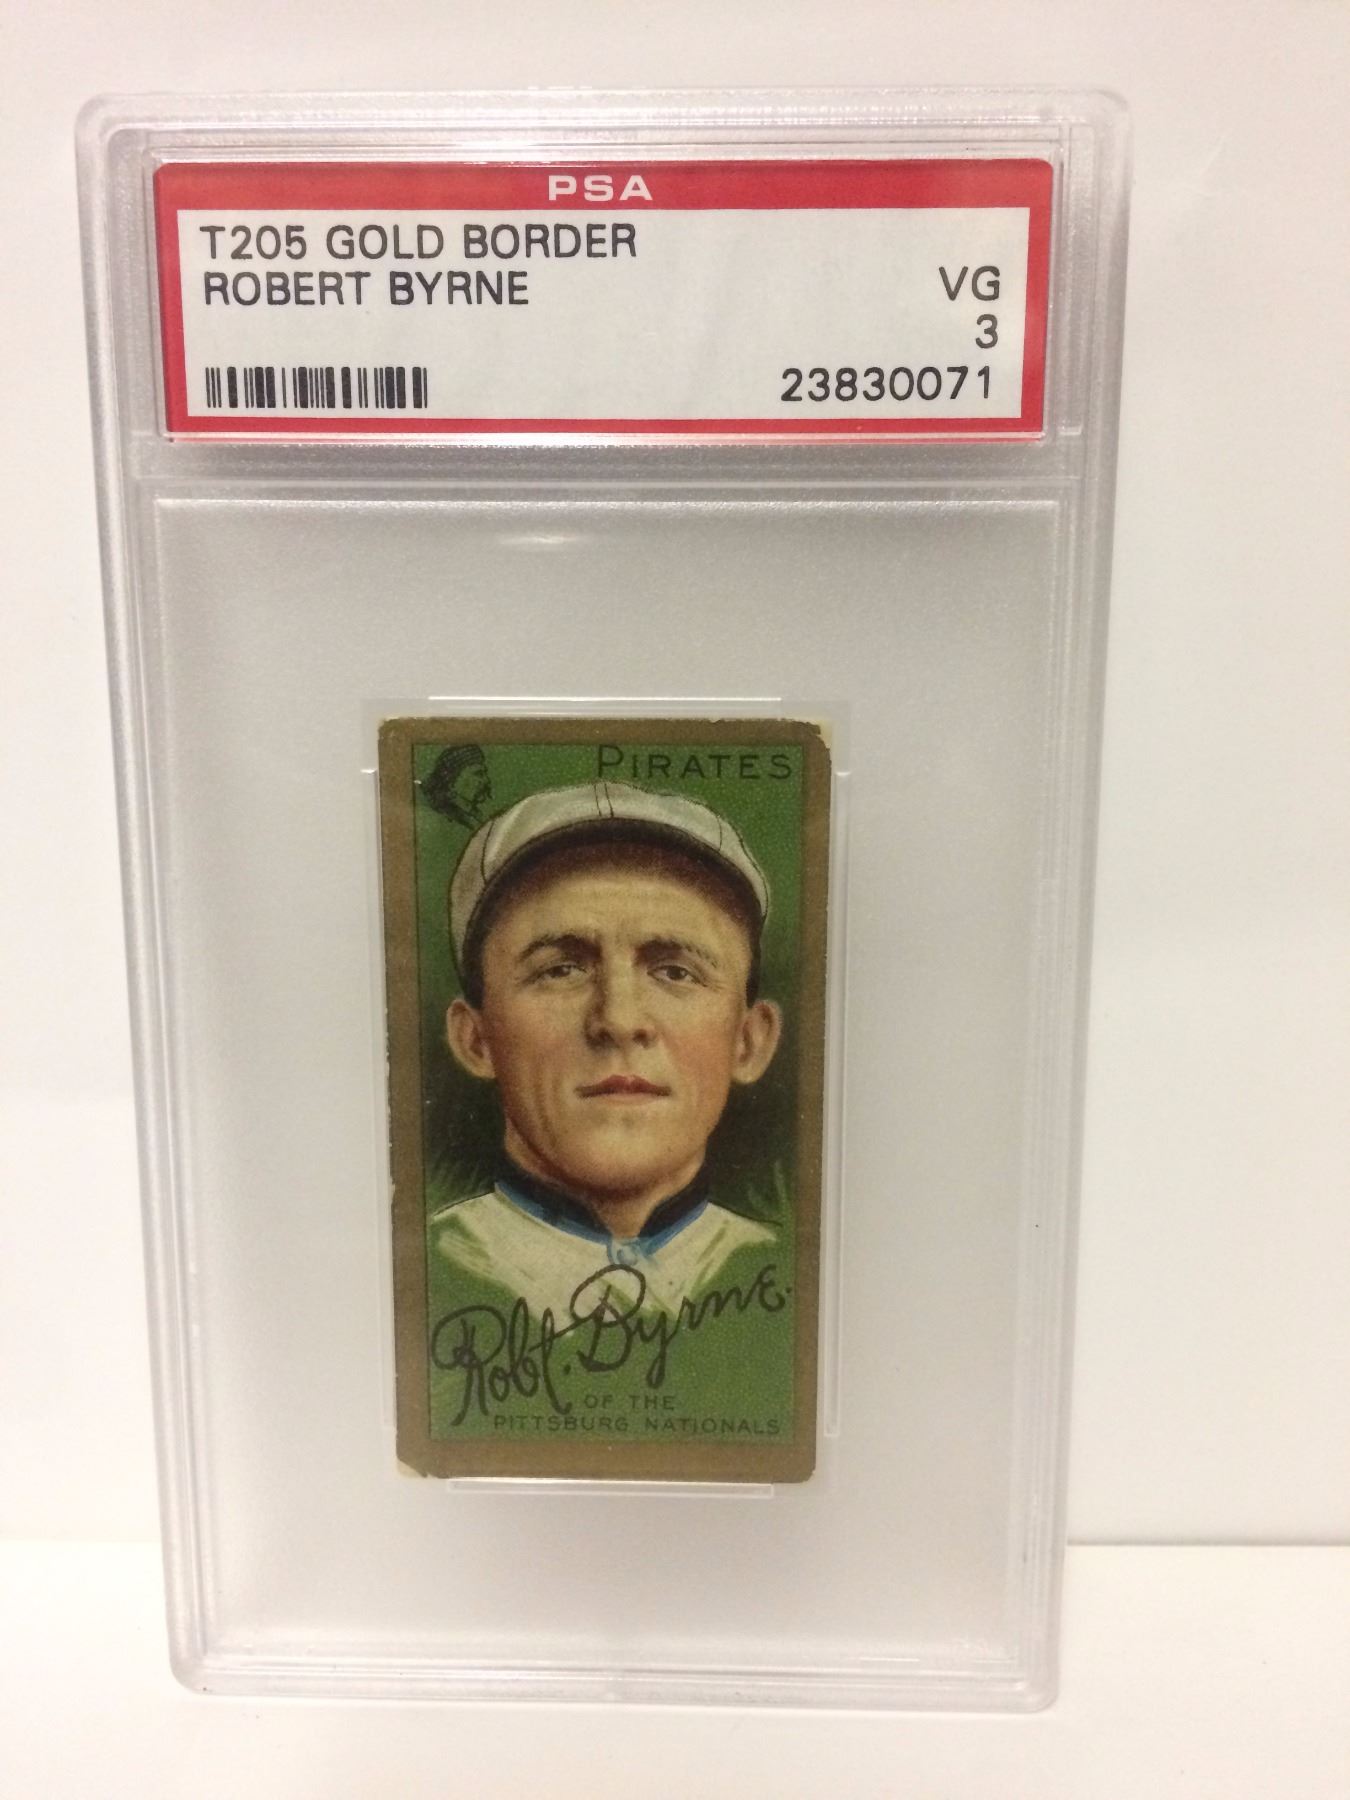 PSA
T205 GOLD BORDER
ROBERT BYRNE
VG
3
23830071
PIRATES
Robt. Byrne.
OF THE
PITTSBURG NATIONALS